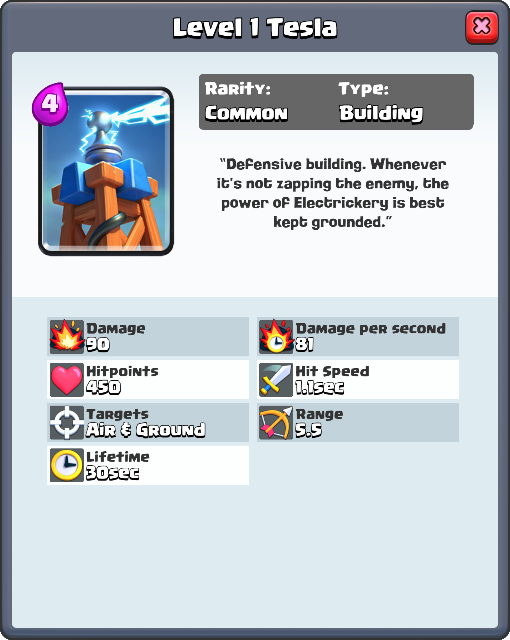 Level 1 Tesla
4
Rarity: Type:
Common Building
"Defensive building. Whenever
it's not zapping the enemy, the
power of Electrickery is best
kept grounded."
Damage
90
Damage per second
81
Hitpoints
450
Hit Speed
1.1sec
Targets
Air & Ground
Range
5.5
Lifetime
30sec